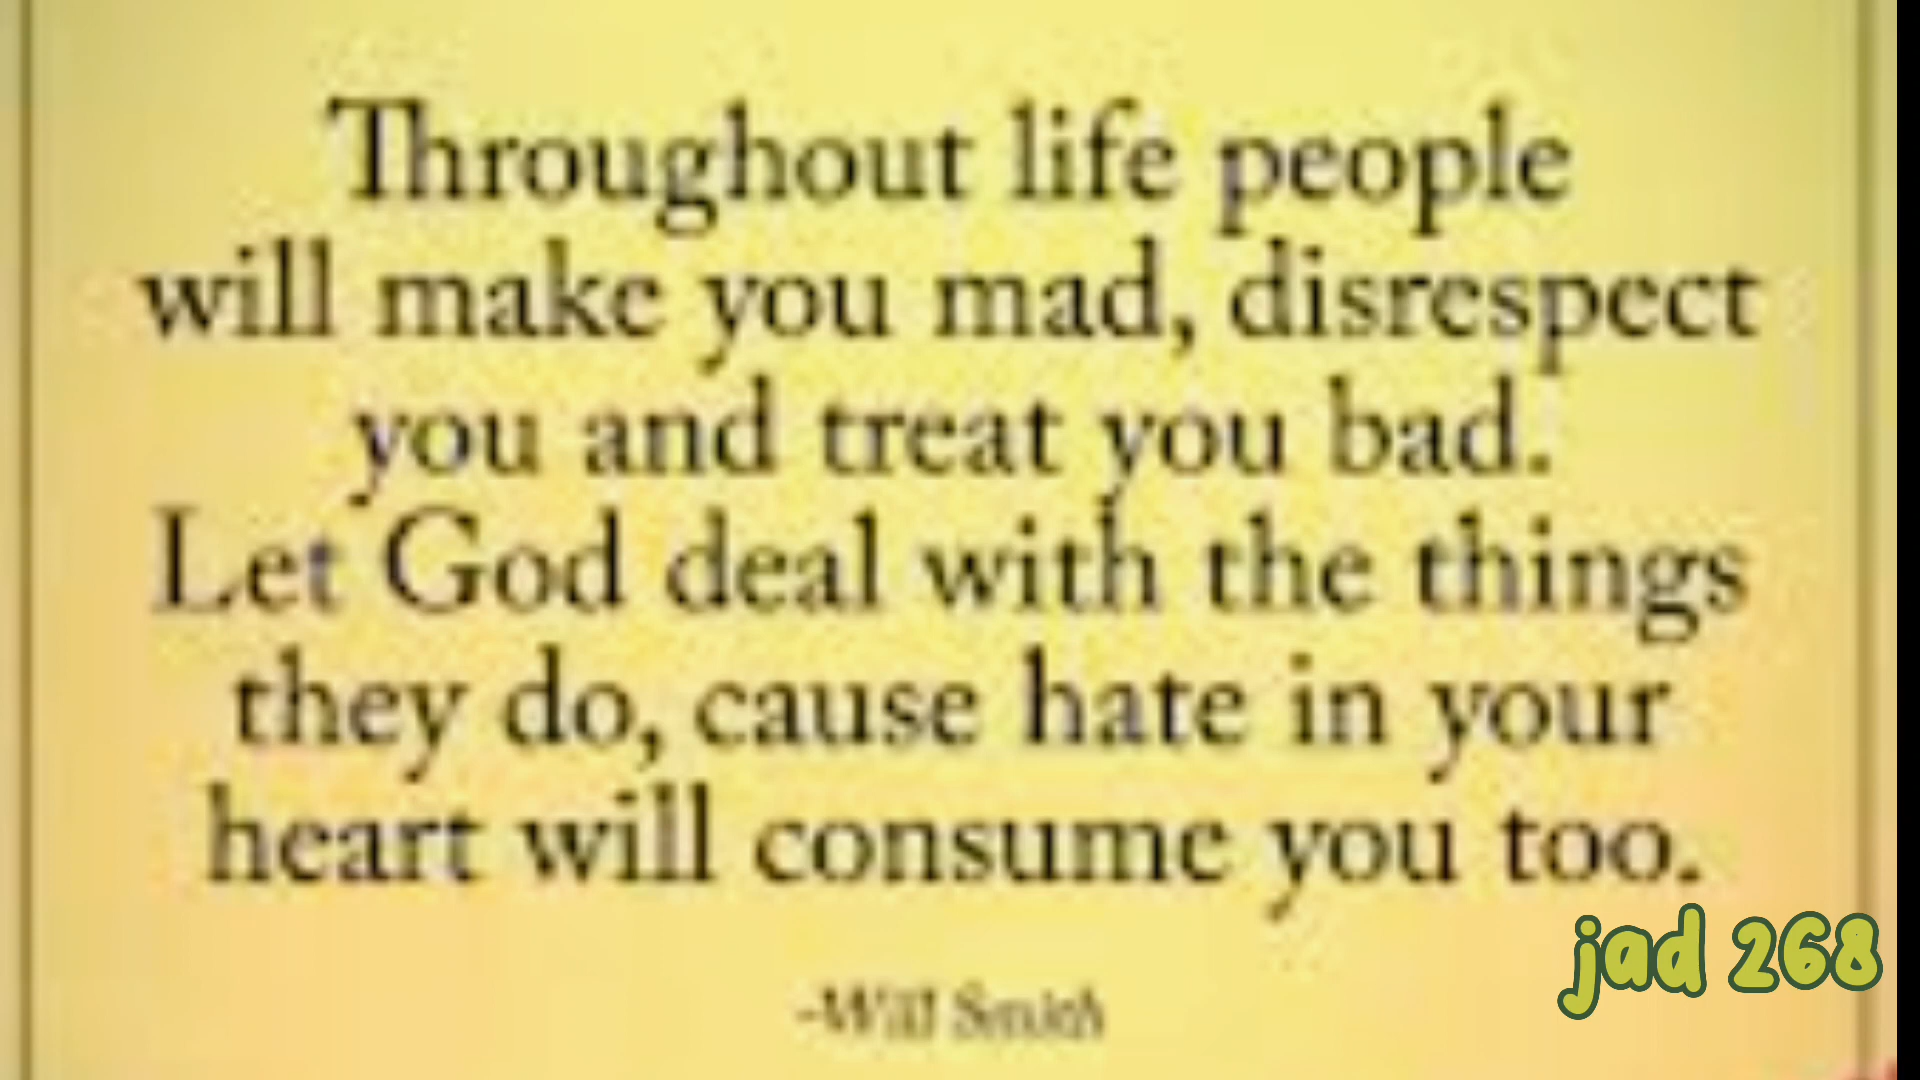 Throughout life people
will make you mad, disrespect
you and treat you bad.
Let God deal with the things
they do, cause hate in your
heart will consume you too.
-Will Smith
jad 268